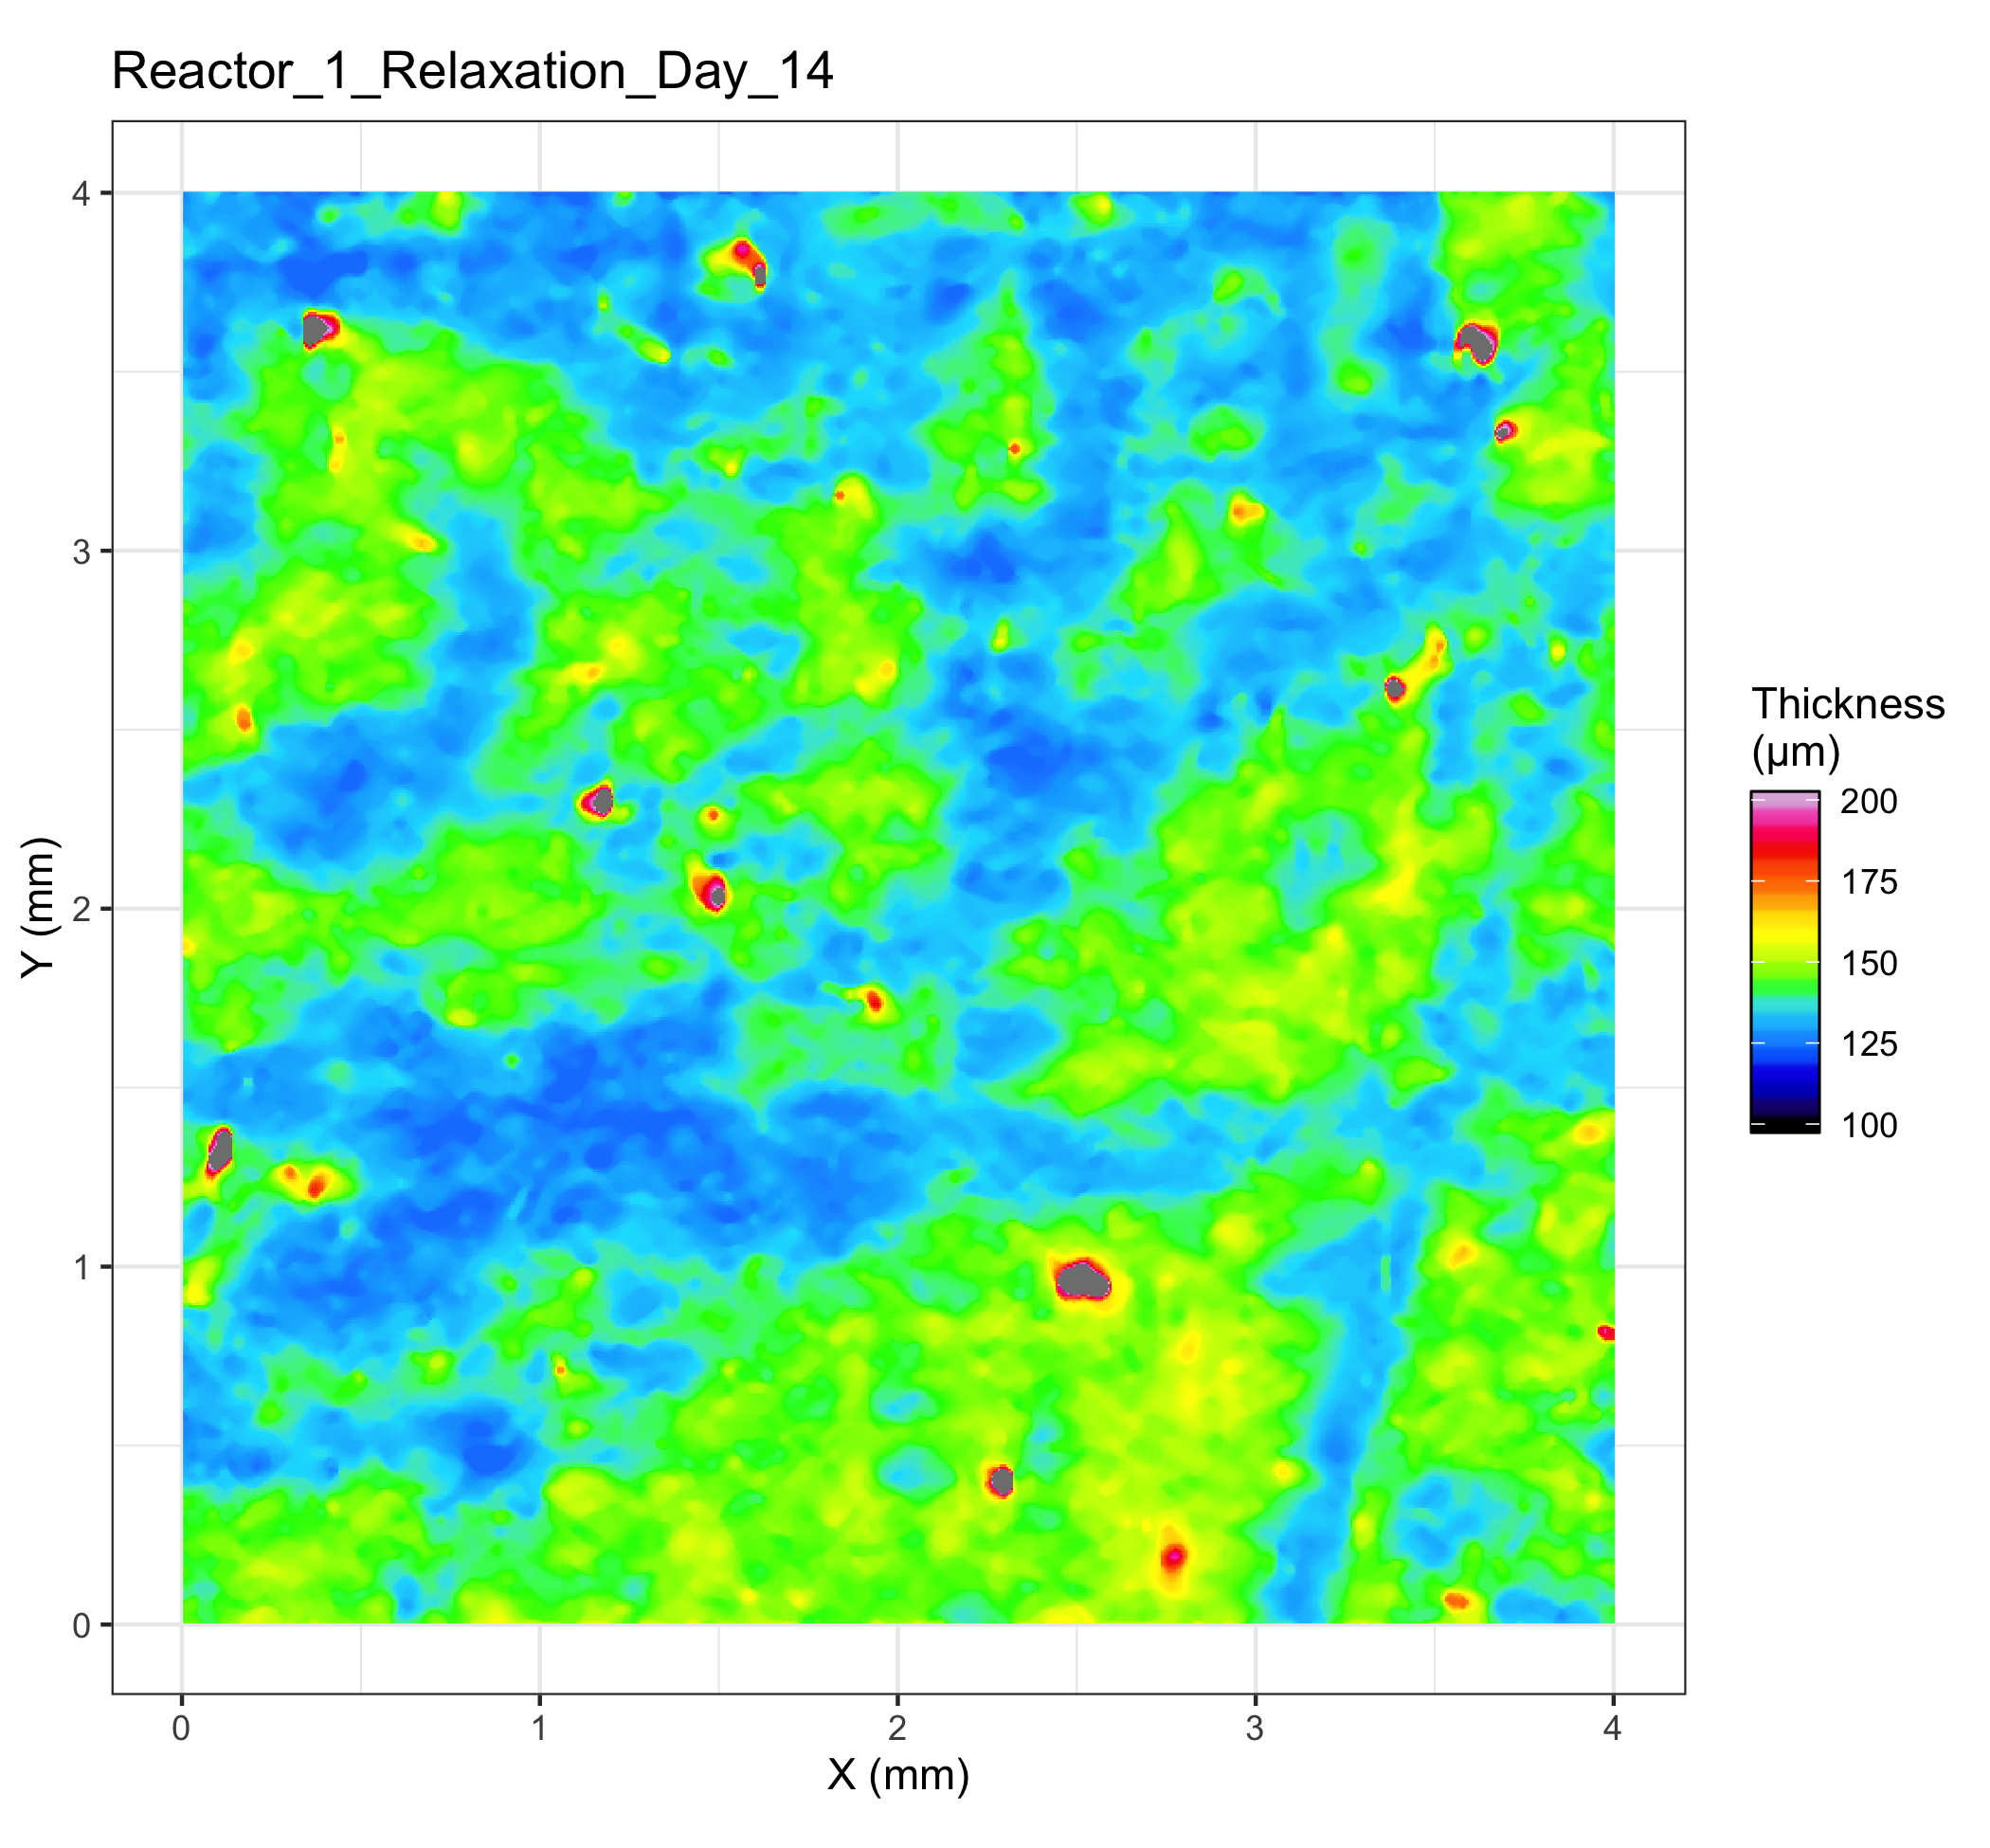 Reactor_1_Relaxation_Day_14
4
3
2
1
0
Y (mm)
0 1 2 3 4
X (mm)
Thickness
(μm)
200
175
150
125
100